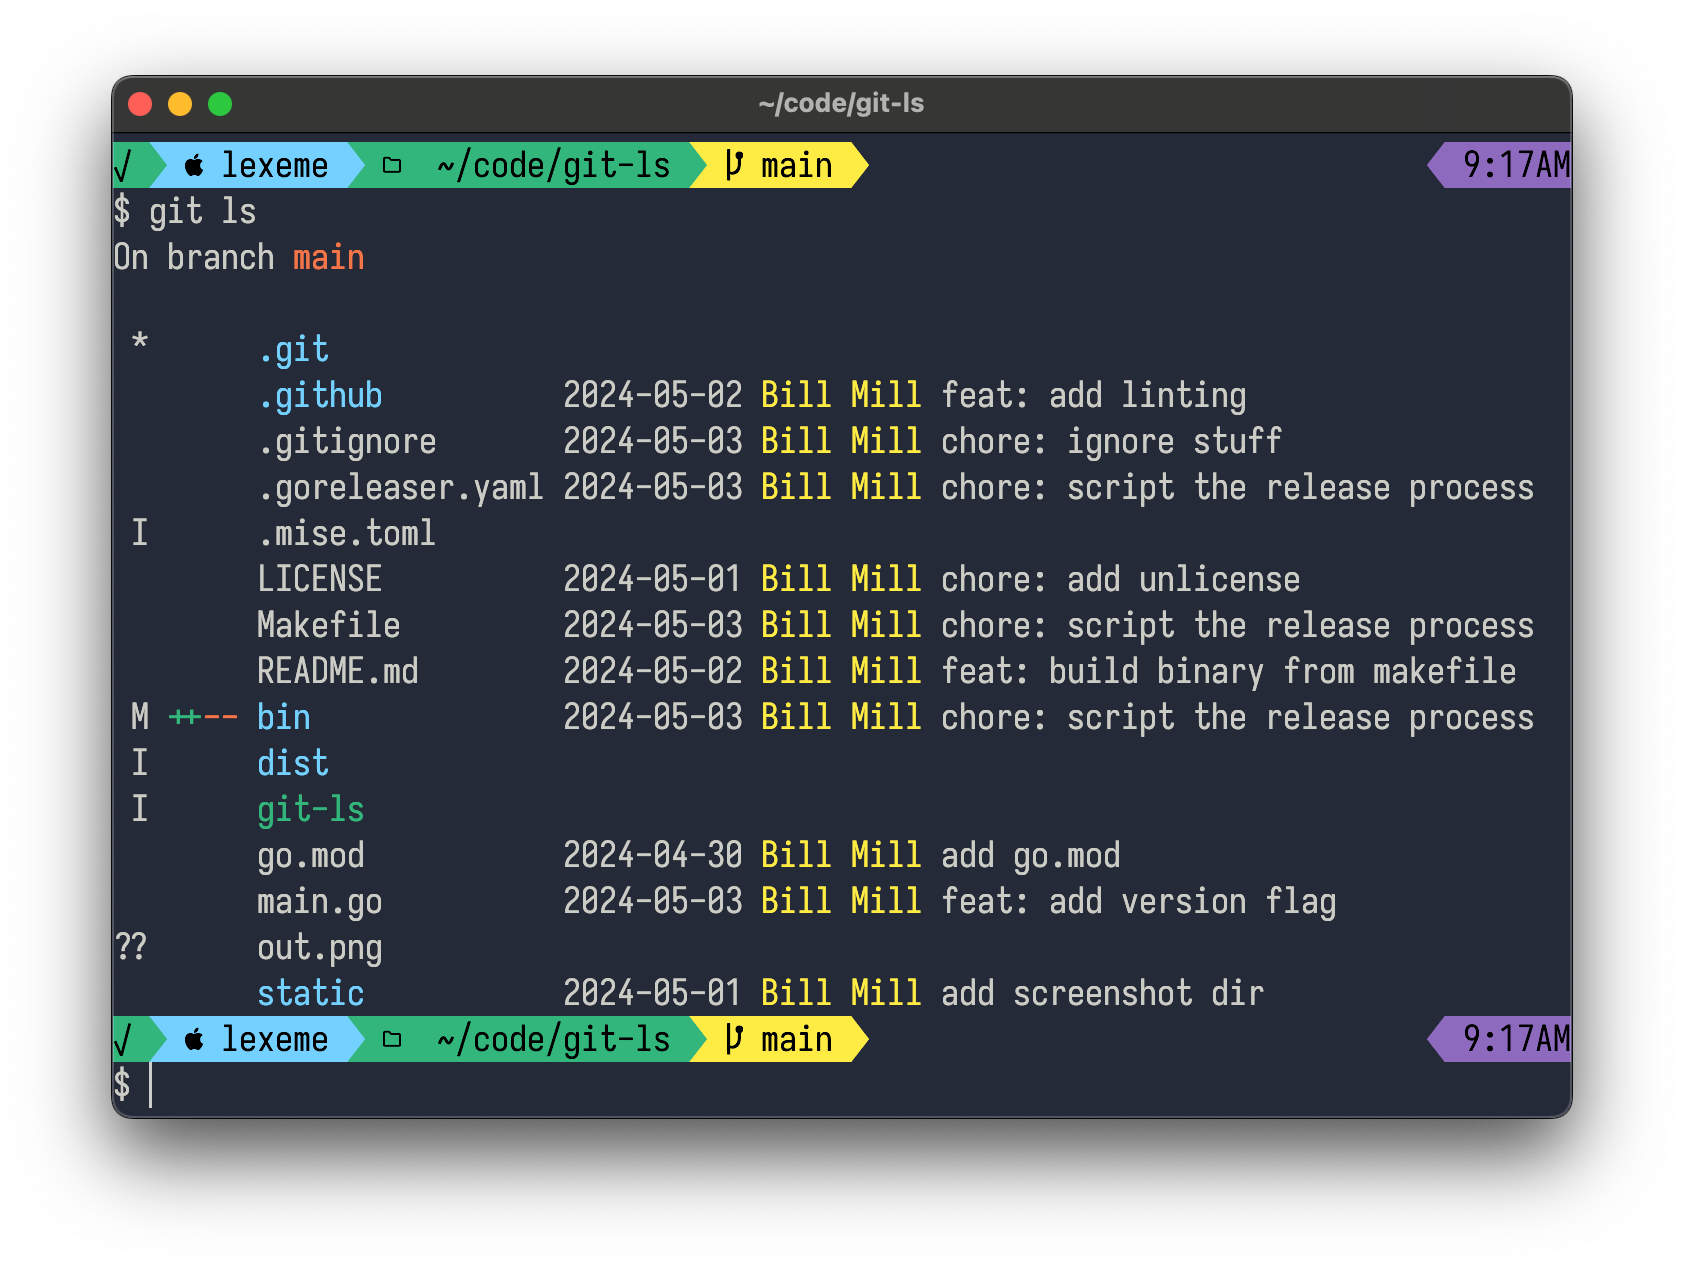 ~/code/git-ls
√ lexeme ~/code/git-ls main 9:17AM
$ git ls
On branch main
* .git
.github 2024-05-02 Bill Mill feat: add linting
.gitignore 2024-05-03 Bill Mill chore: ignore stuff
.goreleaser.yaml 2024-05-03 Bill Mill chore: script the release process
I .mise.toml
LICENSE 2024-05-01 Bill Mill chore: add unlicense
Makefile 2024-05-03 Bill Mill chore: script the release process
README.md 2024-05-02 Bill Mill feat: build binary from makefile
M ++-- bin 2024-05-03 Bill Mill chore: script the release process
I dist
I git-ls
go.mod 2024-04-30 Bill Mill add go.mod
main.go 2024-05-03 Bill Mill feat: add version flag
?? out.png
static 2024-05-01 Bill Mill add screenshot dir
√ lexeme ~/code/git-ls main 9:17AM
$